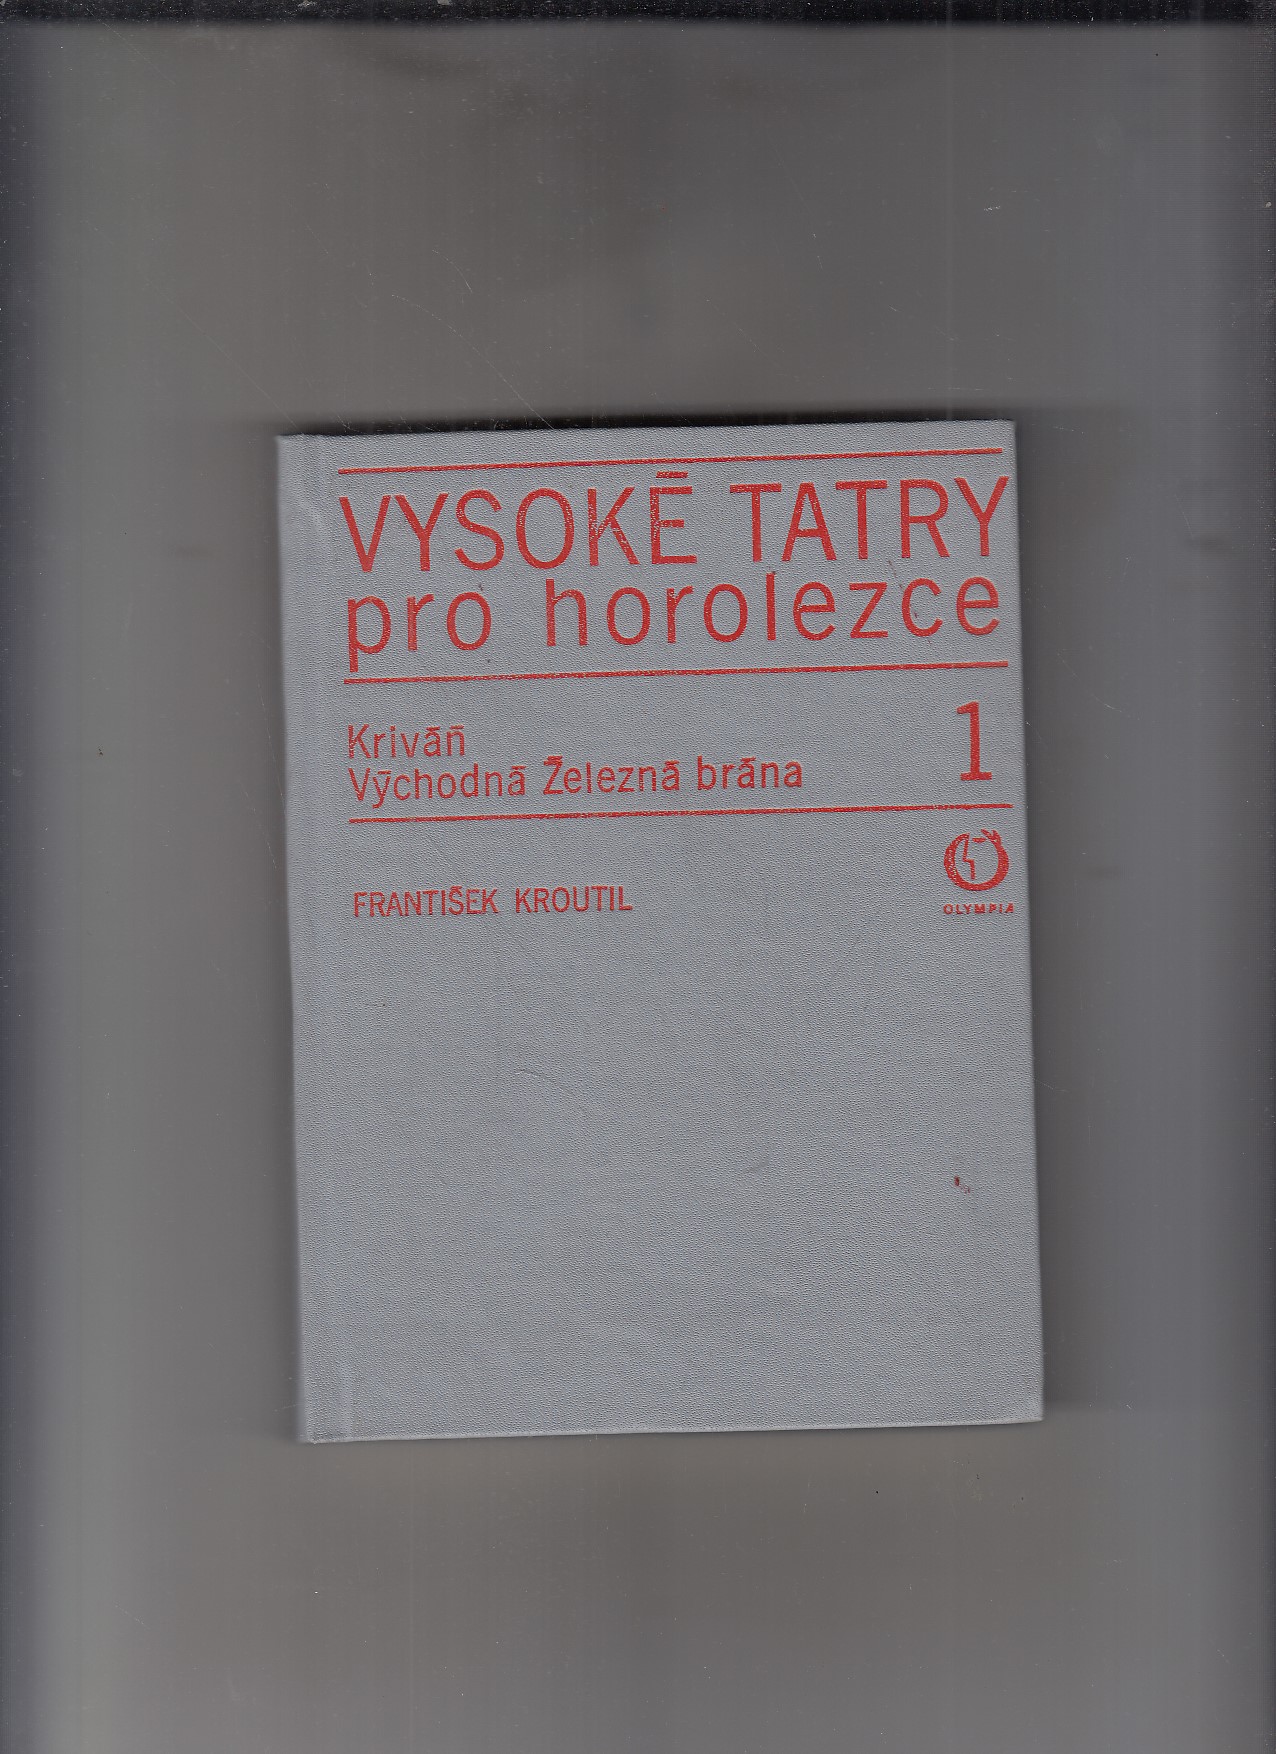 VYSOKÉ TATRY
pro horolezce
Kriváň
Východná Železná brána
1
FRANTIŠEK KROUTIL
OLYMPIA